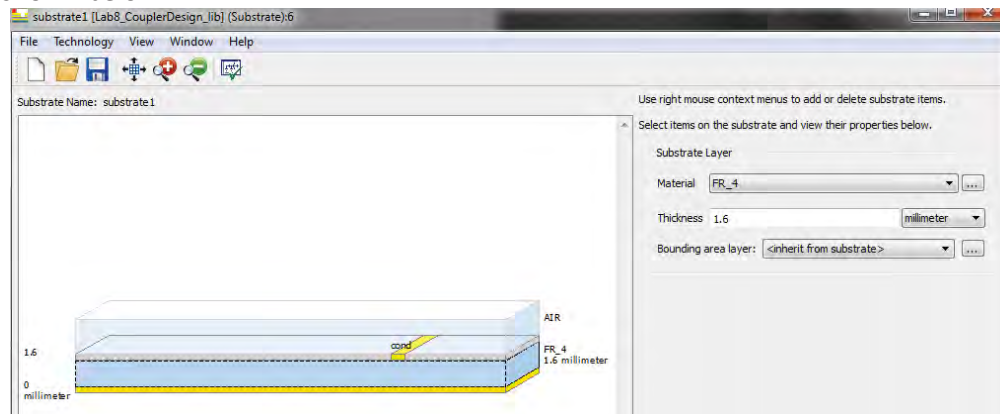 substrate1 [Lab8_CouplerDesign_lib] (Substrate):6
File Technology View Window Help
Substrate Name: substrate1
Use right mouse context menus to add or delete substrate items.
Select items on the substrate and view their properties below.
Substrate Layer
Material FR_4 ...
Thickness 1.6 millimeter
Bounding area layer: <inherit from substrate> ...
AIR
cond
1.6
FR_4
1.6 millimeter
0
millimeter